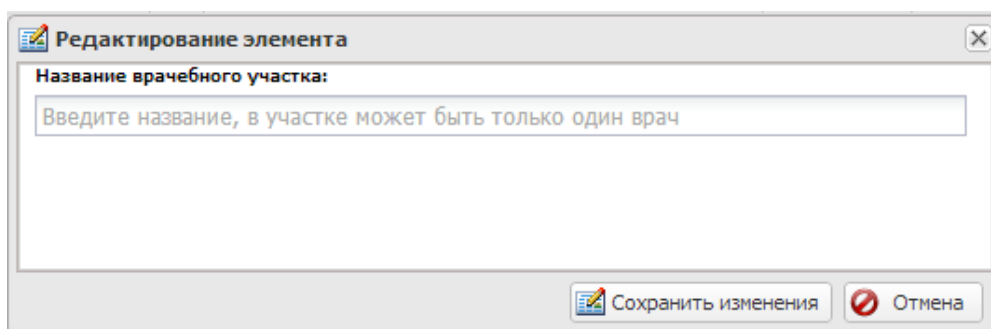 Редактирование элемента
Название врачебного участка:
Введите название, в участке может быть только один врач
Сохранить изменения
Отмена